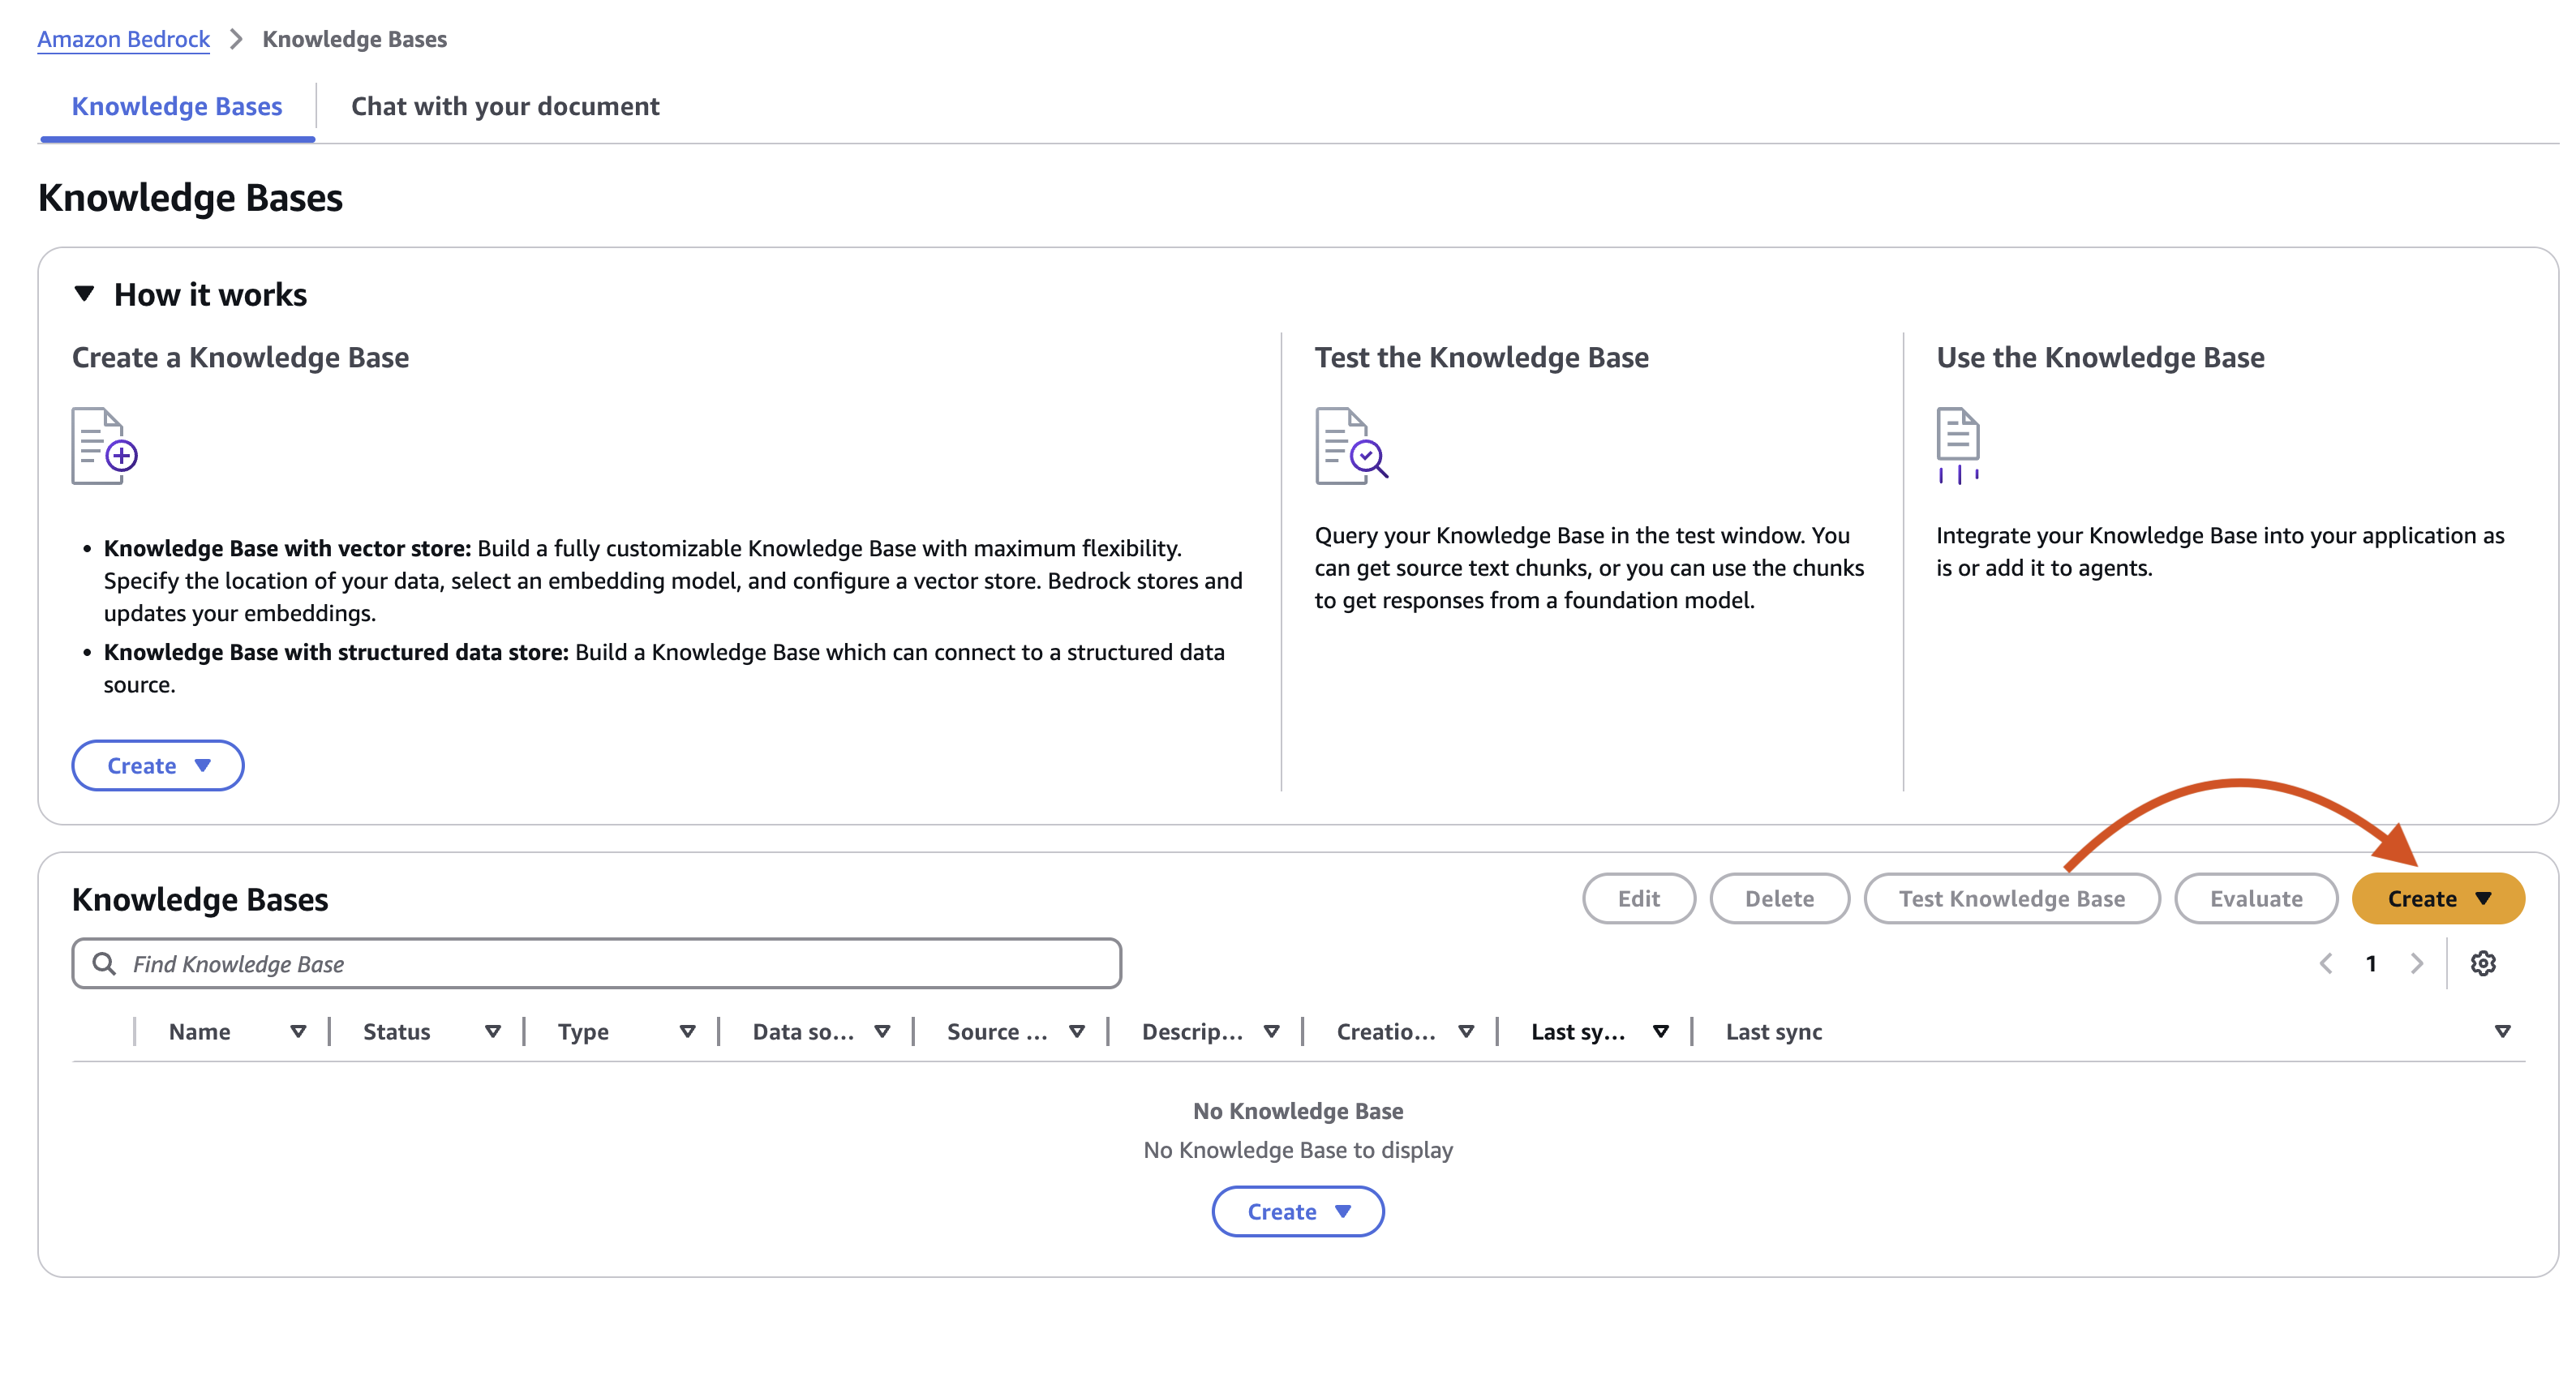 Amazon Bedrock > Knowledge Bases
Knowledge Bases
Chat with your document
Knowledge Bases
How it works
Create a Knowledge Base
• Knowledge Base with vector store: Build a fully customizable Knowledge Base with maximum flexibility.
Specify the location of your data, select an embedding model, and configure a vector store. Bedrock stores and
updates your embeddings.
• Knowledge Base with structured data store: Build a Knowledge Base which can connect to a structured data
source.
Create
Test the Knowledge Base
Query your Knowledge Base in the test window. You
can get source text chunks, or you can use the chunks
to get responses from a foundation model.
Use the Knowledge Base
Integrate your Knowledge Base into your application as
is or add it to agents.
Knowledge Bases
Edit
Delete
Test Knowledge Base
Evaluate
Create
Find Knowledge Base
1
Name
Status
Type
Data so...
Source ...
Descrip...
Creatio...
Last sy...
Last sync
No Knowledge Base
No Knowledge Base to display
Create